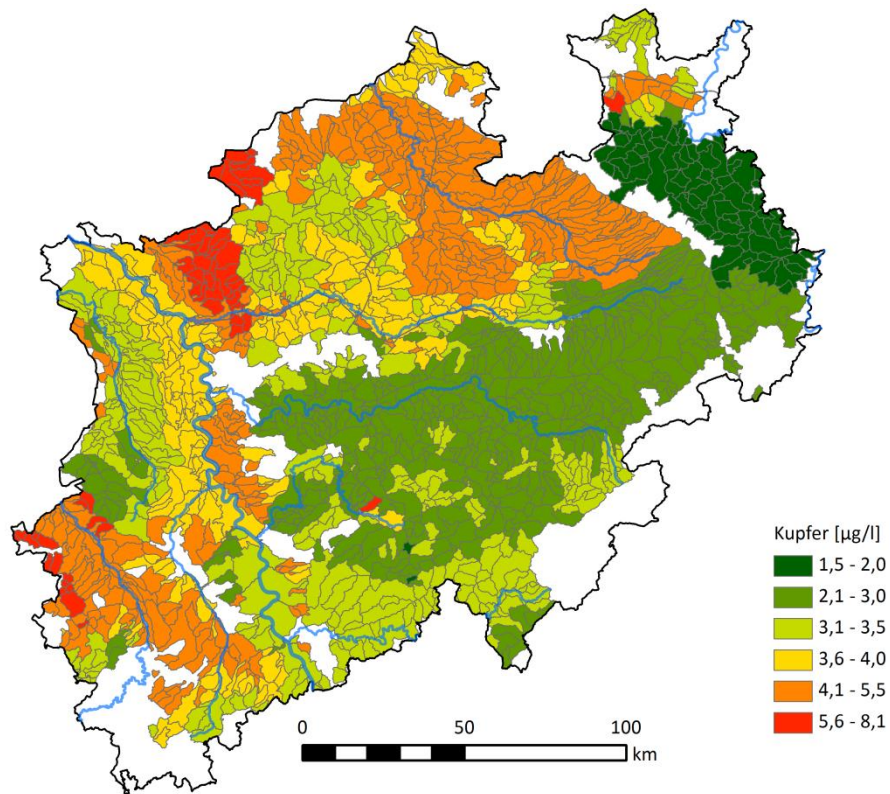 Kupfer [µg/l]
1,5 - 2,0
2,1 - 3,0
3,1 - 3,5
3,6 - 4,0
4,1 - 5,5
5,6 - 8,1
0 50 100
km